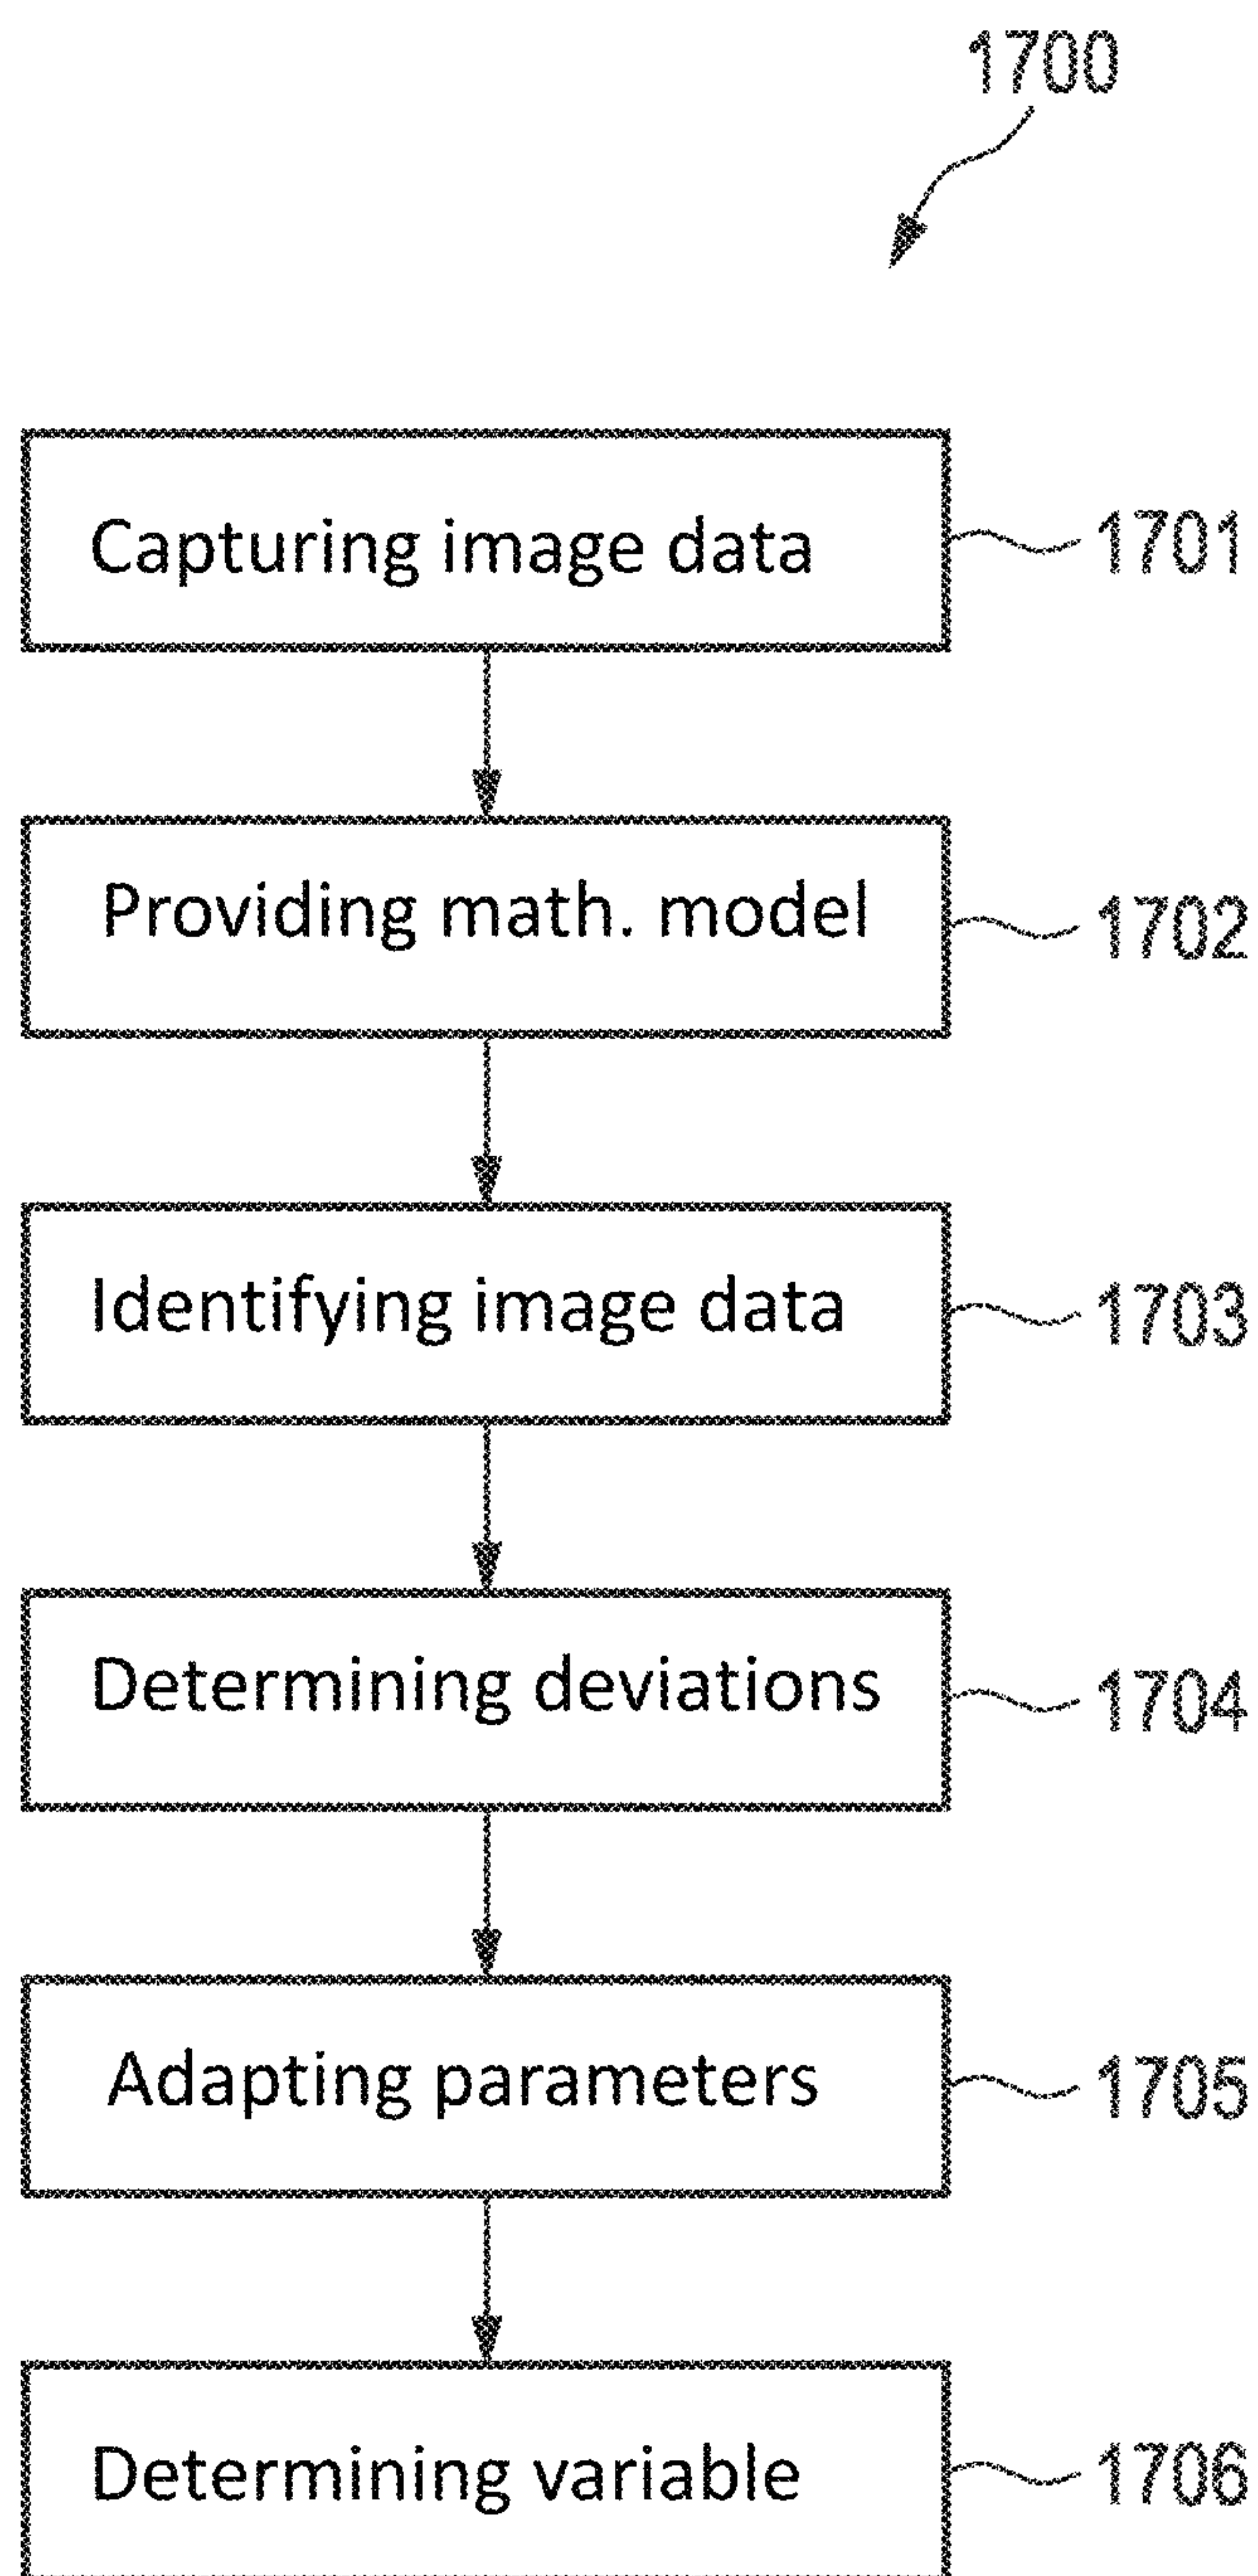 1700
Capturing image data
1701
Providing math. model
1702
Identifying image data
1703
Determining deviations
1704
Adapting parameters
1705
Determining variable
1706